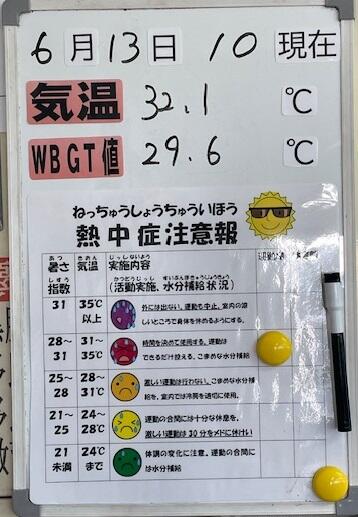 6月13日 10 現在
気温 32.1 ℃
WBGT値 29.6 ℃
ねっちゅうしょうちゅういほう
熱中症注意報
あつ きおん じっしないよう
暑さ 気温 実施内容
しすう かつどうじっし すいぶんほきゅうじょうきょう
指数 (活動実施、水分補給状況)
31 35℃以上 外には出ない。運動も中止。室内の涼しいところで身体を休めるようにする。
28～31 31～35℃ 時間を決めて使用する。運動はできるだけ控える。こまめな水分補給
25～28 28～31℃ 激しい運動は行わない。こまめな水分補給を。室内では冷房を適切に使用。
21～25 24～28℃ 運動の合間には十分な休息を。激しい運動は30分をメドに休けい
21未満 24℃まで 体調の変化に注意。運動の合間には水分補給